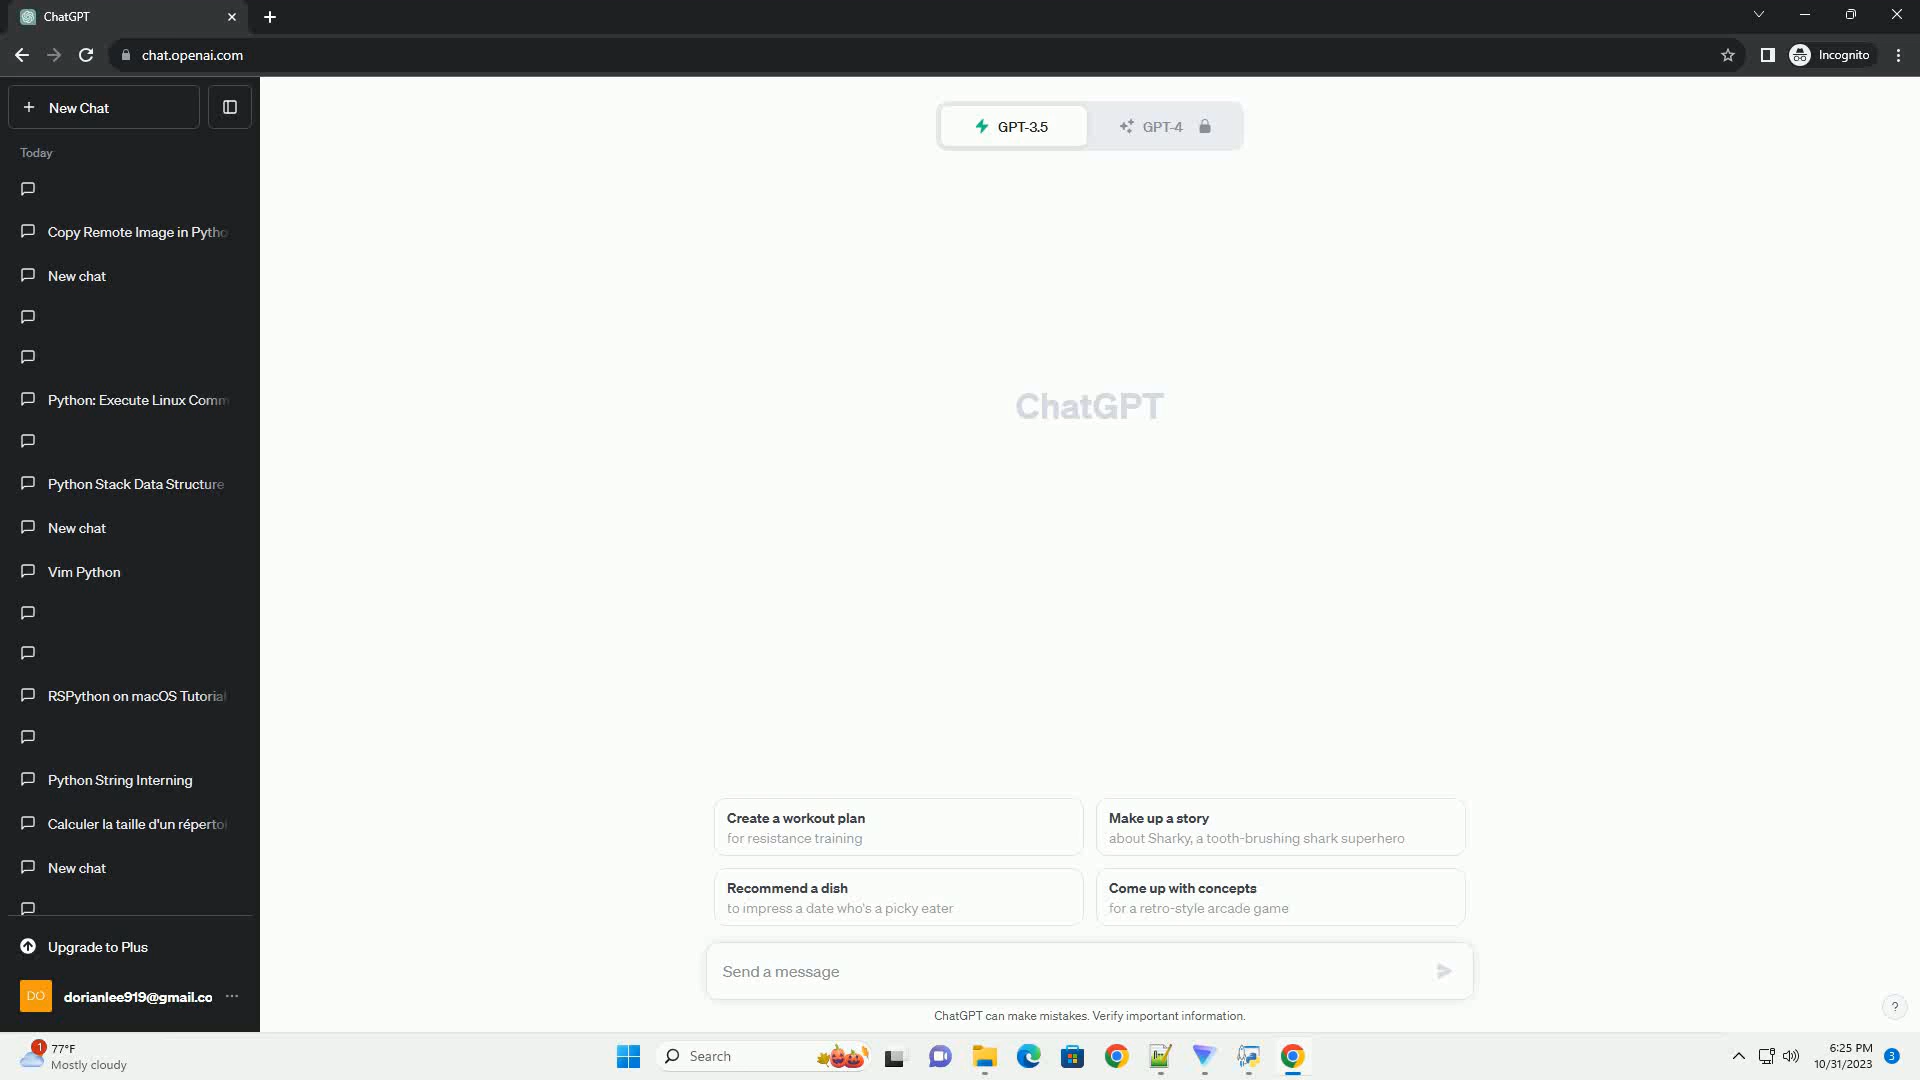 ChatGPT
chat.openai.com
Incognito
New Chat
Today
Copy Remote Image in Pytho
New chat
Python: Execute Linux Comm
Python Stack Data Structure
New chat
Vim Python
RSPython on macOS Tutorial
Python String Interning
Calculer la taille d'un réperto
New chat
Upgrade to Plus
DO
dorianlee919@gmail.co
GPT-3.5
GPT-4
ChatGPT
Create a workout plan
for resistance training
Make up a story
about Sharky, a tooth-brushing shark superhero
Recommend a dish
to impress a date who's a picky eater
Come up with concepts
for a retro-style arcade game
Send a message
ChatGPT can make mistakes. Verify important information.
?
1
77°F
Mostly cloudy
Search
6:25 PM
10/31/2023
3